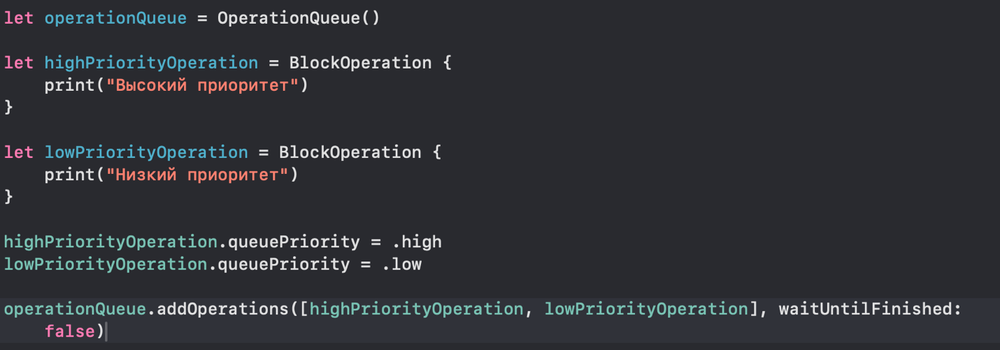 let operationQueue = OperationQueue()
let highPriorityOperation = BlockOperation {
    print("Высокий приоритет")
}
let lowPriorityOperation = BlockOperation {
    print("Низкий приоритет")
}
highPriorityOperation.queuePriority = .high
lowPriorityOperation.queuePriority = .low
operationQueue.addOperations([highPriorityOperation, lowPriorityOperation], waitUntilFinished:
    false)